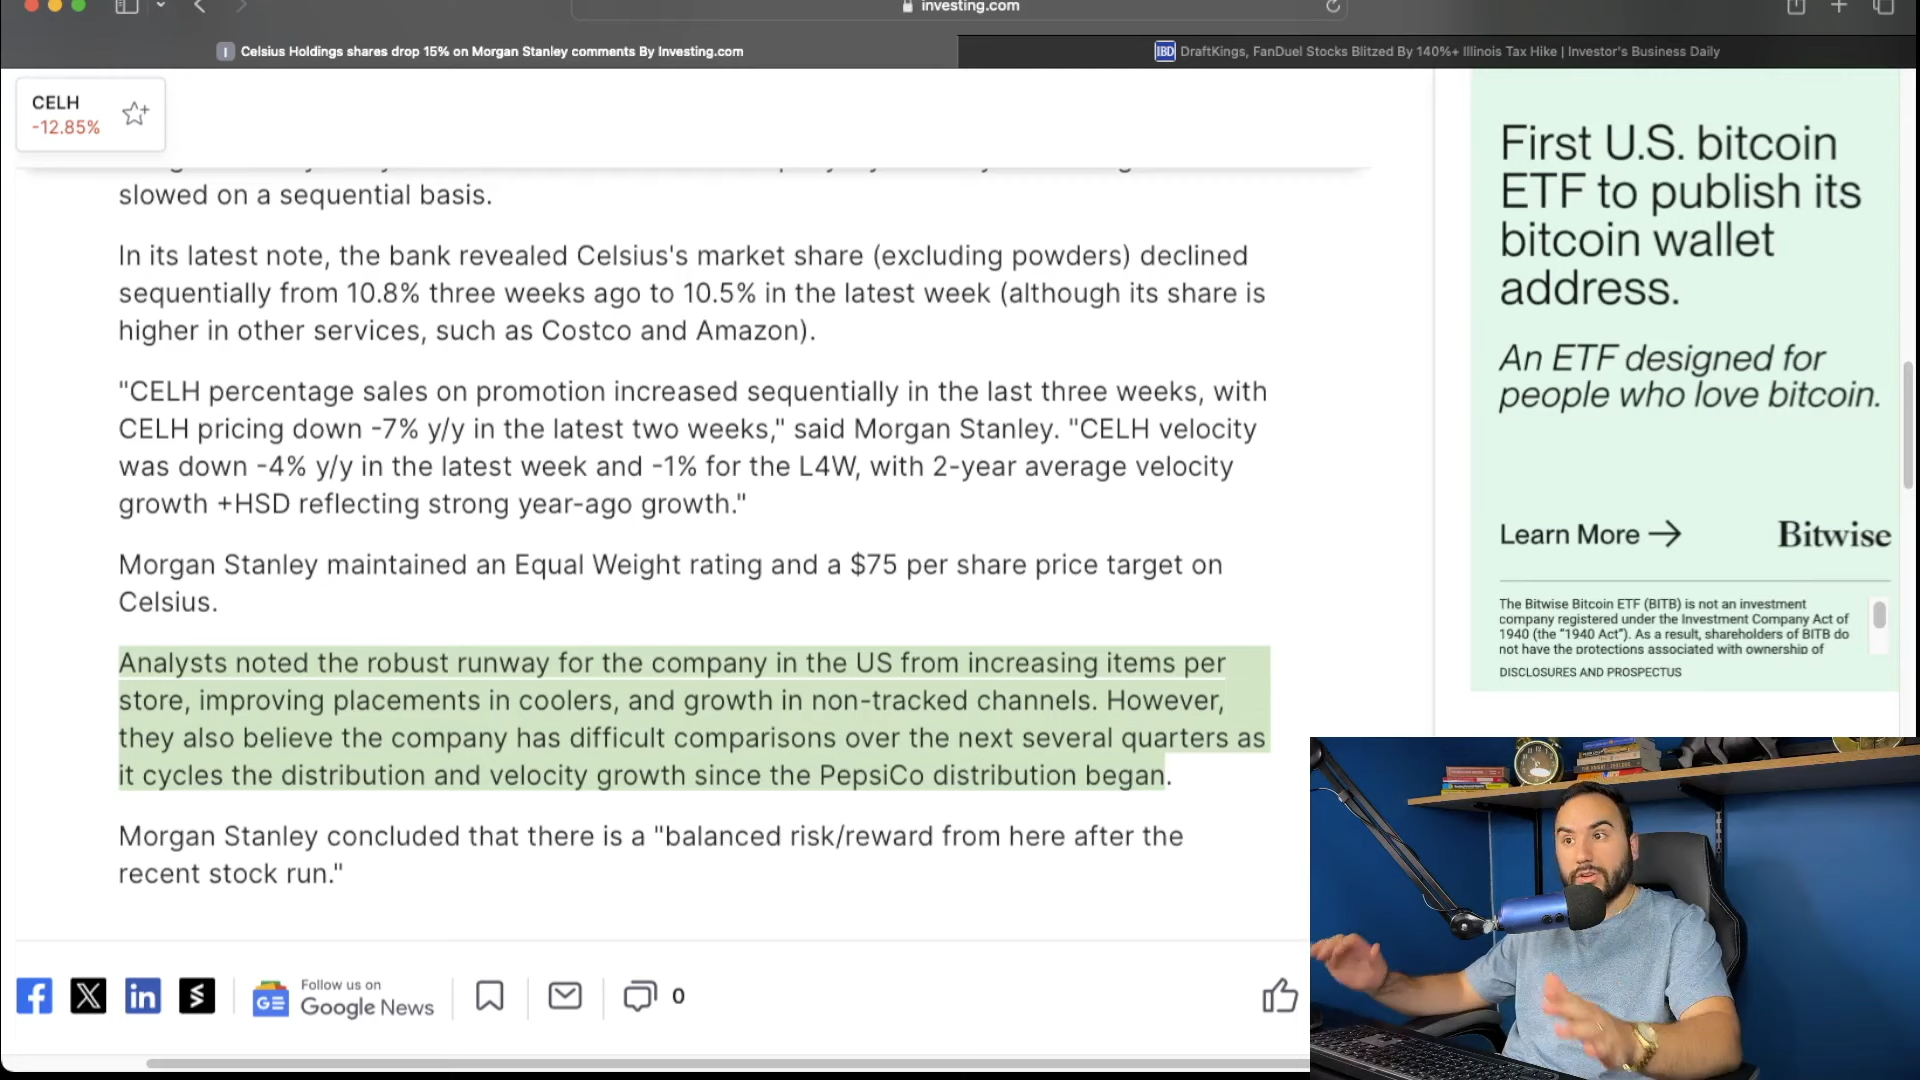 investing.com
Celsius Holdings shares drop 15% on Morgan Stanley comments By Investing.com
IBD DraftKings, FanDuel Stocks Blitzed By 140%+ Illinois Tax Hike | Investor's Business Daily
CELH
-12.85%
slowed on a sequential basis.
In its latest note, the bank revealed Celsius's market share (excluding powders) declined
sequentially from 10.8% three weeks ago to 10.5% in the latest week (although its share is
higher in other services, such as Costco and Amazon).
"CELH percentage sales on promotion increased sequentially in the last three weeks, with
CELH pricing down -7% y/y in the latest two weeks," said Morgan Stanley. "CELH velocity
was down -4% y/y in the latest week and -1% for the L4W, with 2-year average velocity
growth +HSD reflecting strong year-ago growth."
Morgan Stanley maintained an Equal Weight rating and a $75 per share price target on
Celsius.
Analysts noted the robust runway for the company in the US from increasing items per
store, improving placements in coolers, and growth in non-tracked channels. However,
they also believe the company has difficult comparisons over the next several quarters as
it cycles the distribution and velocity growth since the PepsiCo distribution began.
Morgan Stanley concluded that there is a "balanced risk/reward from here after the
recent stock run."
Follow us on
Google News
0
First U.S. bitcoin
ETF to publish its
bitcoin wallet
address.
An ETF designed for
people who love bitcoin.
Learn More → Bitwise
The Bitwise Bitcoin ETF (BITB) is not an investment
company registered under the Investment Company Act of
1940 (the "1940 Act"). As a result, shareholders of BITB do
not have the protections associated with ownership of
DISCLOSURES AND PROSPECTUS